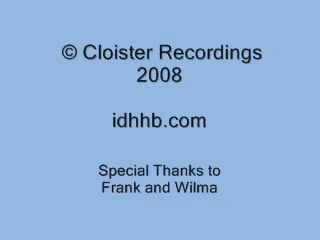 © Cloister Recordings
2008
idhhb.com
Special Thanks to
Frank and Wilma